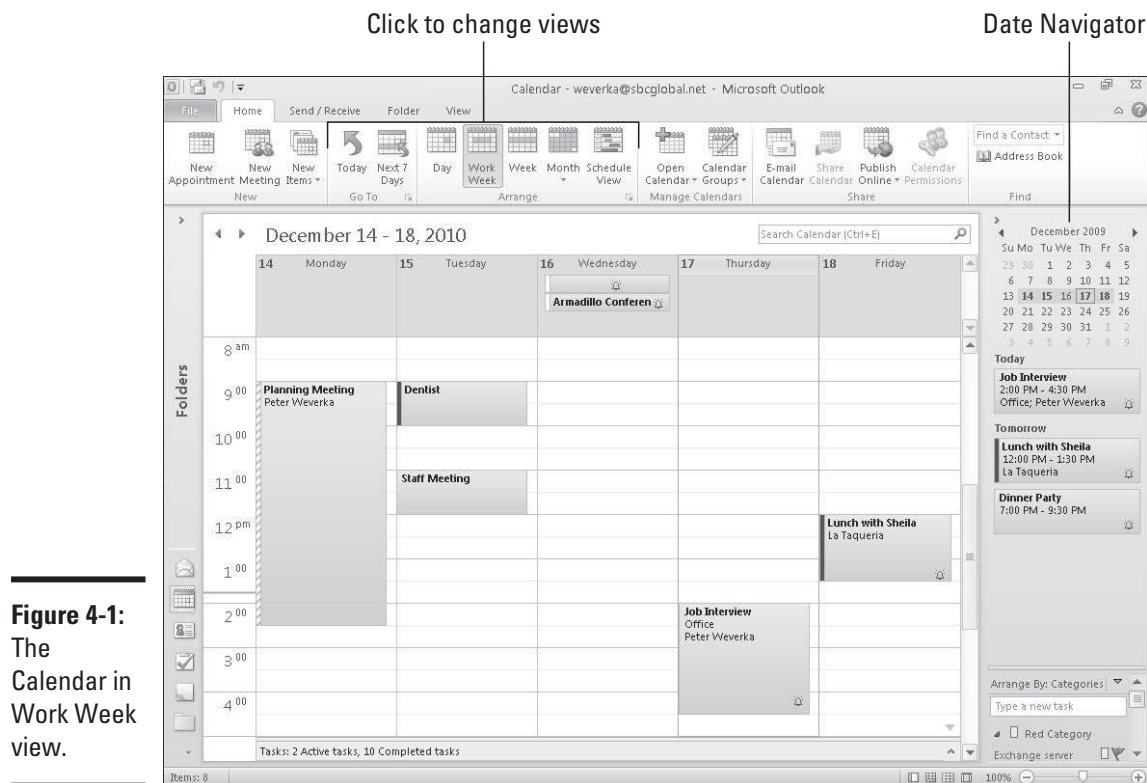 Click to change views
Date Navigator
Calendar - weverka@sbcglobal.net - Microsoft Outlook
File Home Send / Receive Folder View
New Appointment
New Meeting
New Items
Today
Next 7 Days
Day
Work Week
Week
Month
Schedule View
Open Calendar
Calendar Groups
E-mail Calendar
Share Calendar
Publish Online
Calendar Permissions
Find a Contact
Address Book
New
Go To
Arrange
Manage Calendars
Share
Find
December 14 - 18, 2010
Search Calendar (Ctrl+E)
14 Monday
15 Tuesday
16 Wednesday
17 Thursday
18 Friday
Armadillo Conferen
Folders
8 am
9 00
10 00
11 00
12 pm
1 00
2 00
3 00
4 00
Planning Meeting
Peter Weverka
Dentist
Staff Meeting
Lunch with Sheila
La Taqueria
Job Interview
Office
Peter Weverka
Tasks: 2 Active tasks, 10 Completed tasks
December 2009
Su Mo Tu We Th Fr Sa
29 30 1 2 3 4 5
6 7 8 9 10 11 12
13 14 15 16 17 18 19
20 21 22 23 24 25 26
27 28 29 30 31 1 2
3 4 5 6 7 8 9
Today
Job Interview
2:00 PM - 4:30 PM
Office; Peter Weverka
Tomorrow
Lunch with Sheila
12:00 PM - 1:30 PM
La Taqueria
Dinner Party
7:00 PM - 9:30 PM
Arrange By: Categories
Type a new task
Red Category
Exchange server
Items: 8
100%
Figure 4-1:
The
Calendar in
Work Week
view.